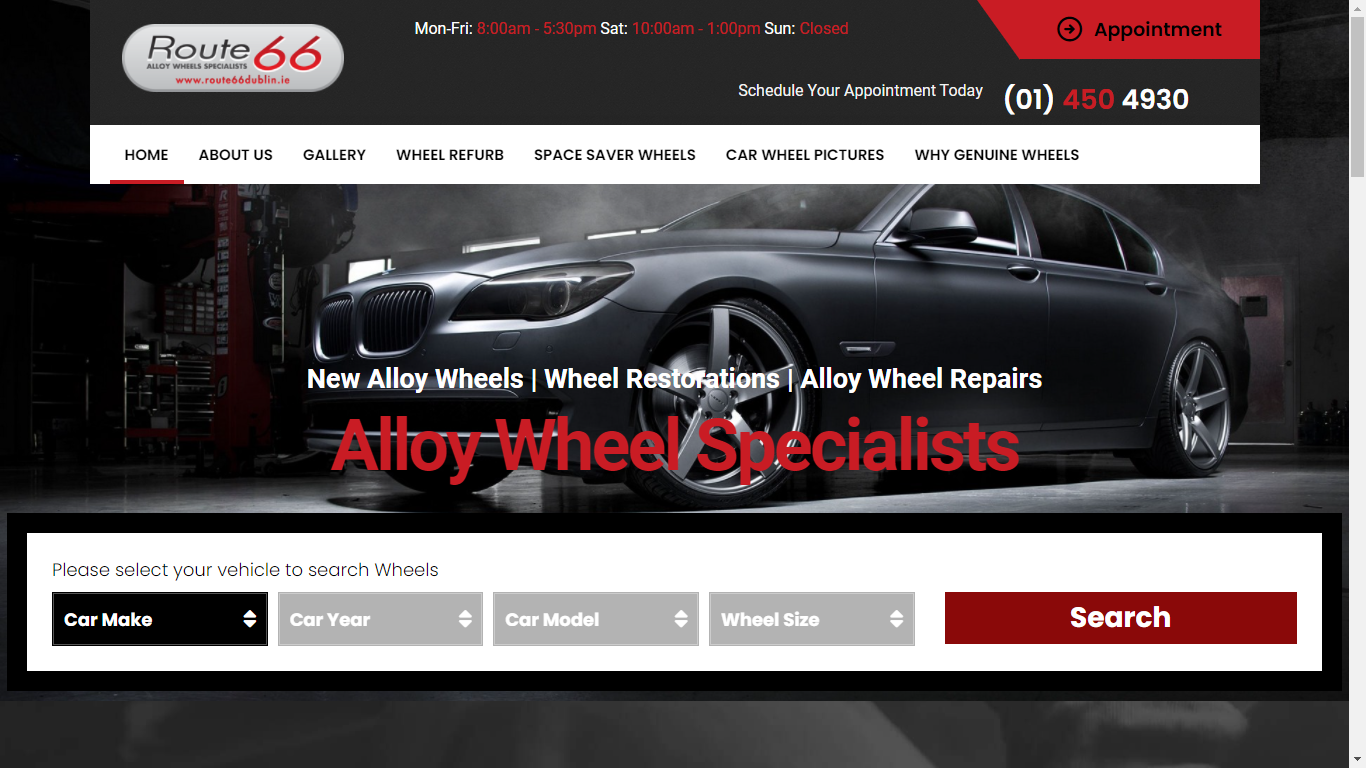 Route 66
ALLOY WHEELS SPECIALISTS
www.route66dublin.ie
Mon-Fri: 8:00am - 5:30pm Sat: 10:00am - 1:00pm Sun: Closed
Appointment
Schedule Your Appointment Today
(01) 450 4930
HOME ABOUT US GALLERY WHEEL REFURB SPACE SAVER WHEELS CAR WHEEL PICTURES WHY GENUINE WHEELS
New Alloy Wheels | Wheel Restorations | Alloy Wheel Repairs
Alloy Wheel Specialists
Please select your vehicle to search Wheels
Car Make Car Year Car Model Wheel Size Search